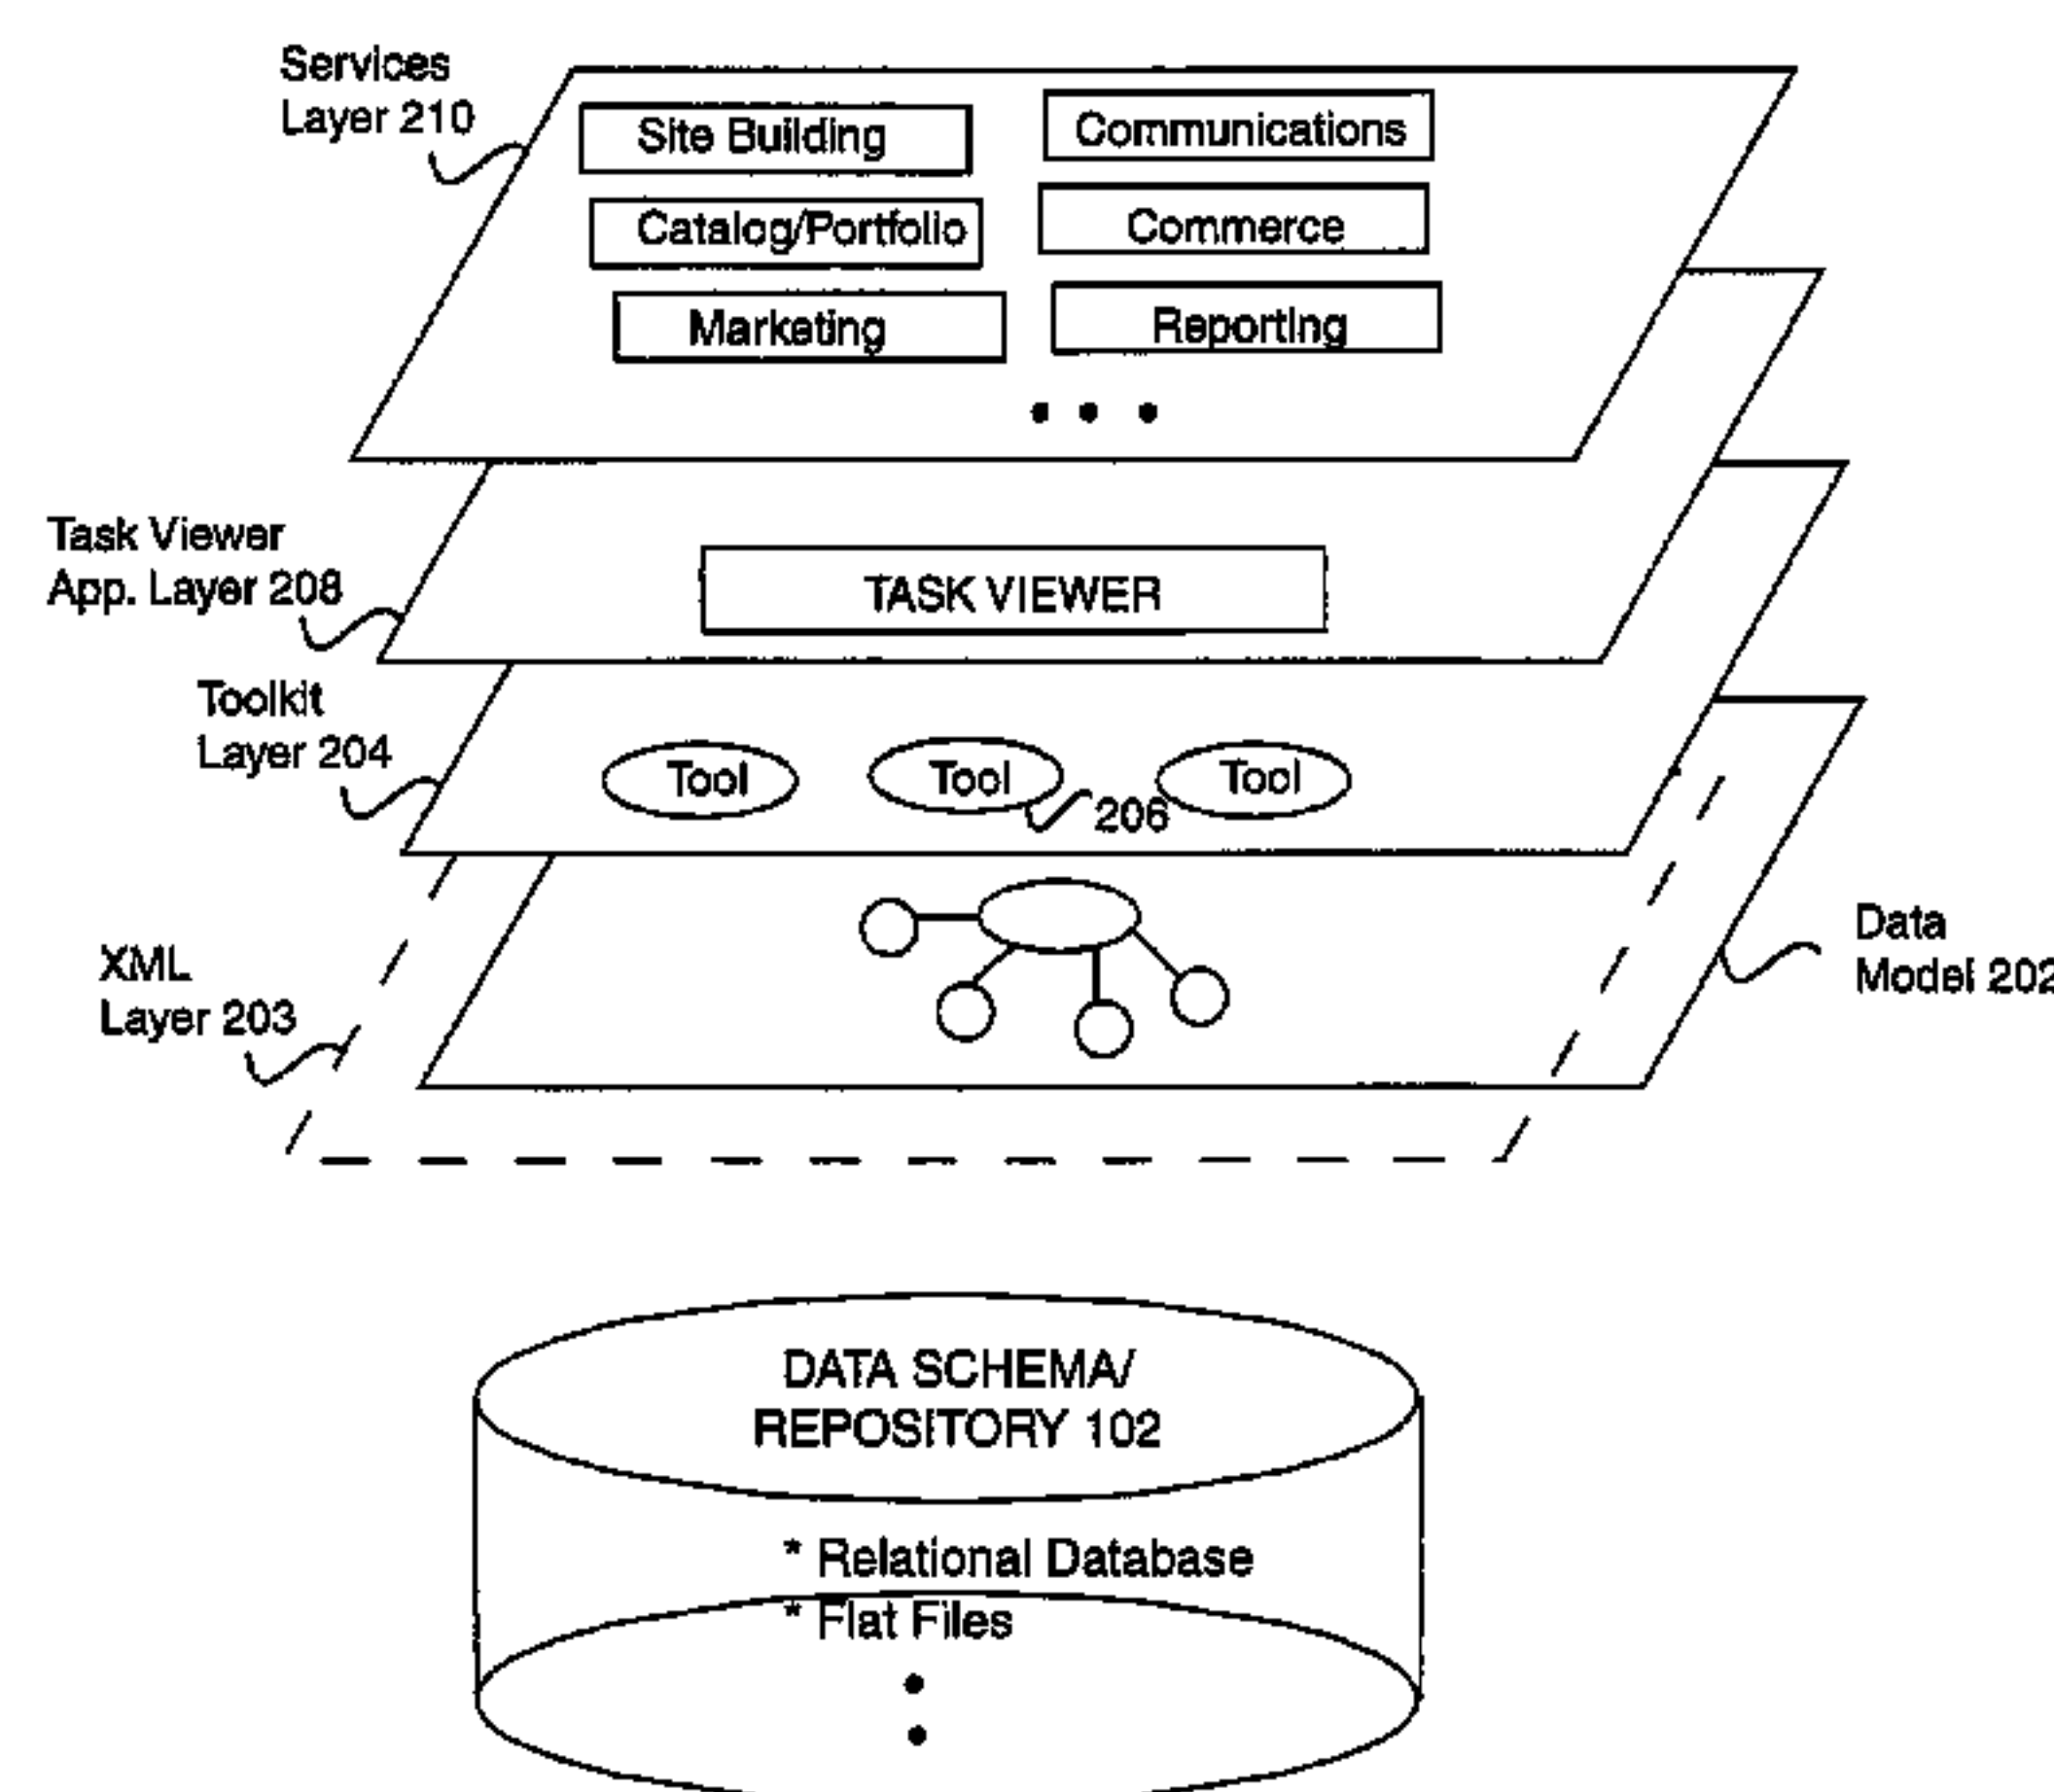 Services
Layer 210
Site Building
Communications
Catalog/Portfolio
Commerce
Marketing
Reporting
Task Viewer
App. Layer 208
TASK VIEWER
Toolkit
Layer 204
Tool
Tool
Tool
206
XML
Layer 203
Data
Model 202
DATA SCHEMA/
REPOSITORY 102
* Relational Database
* Flat Files